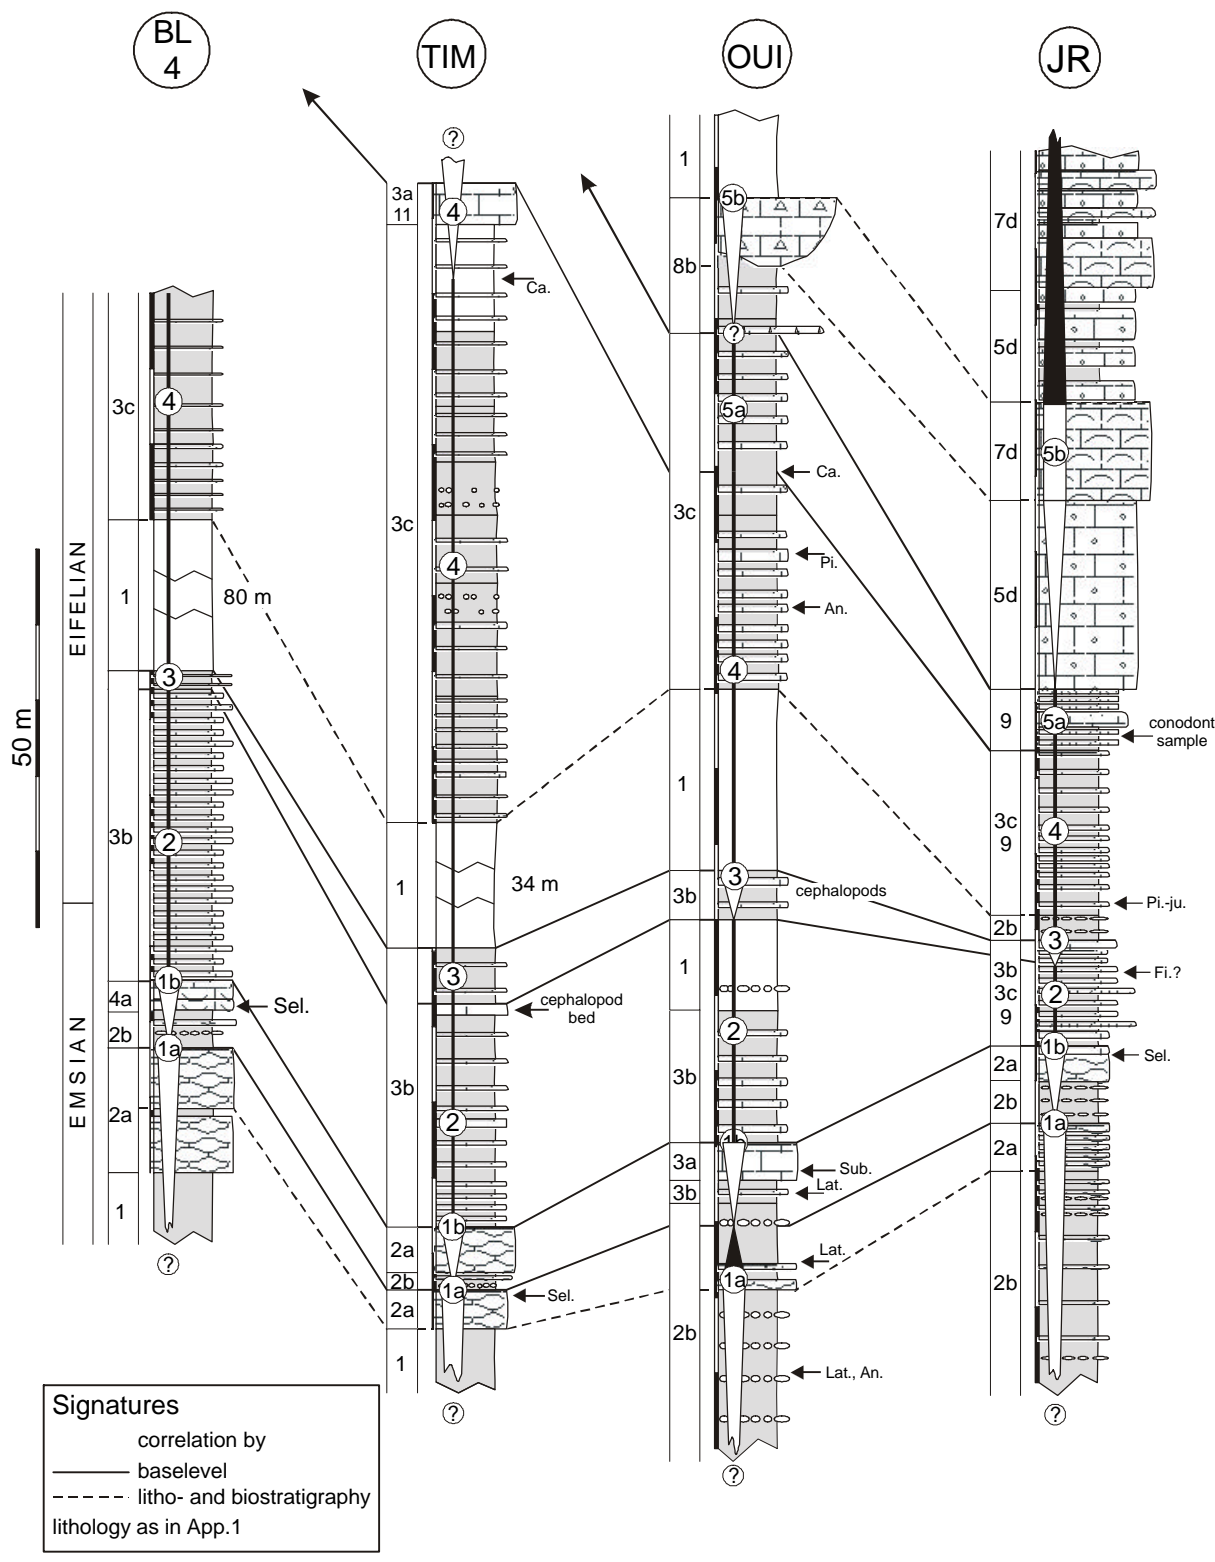 BL
4
TIM
OUI
JR
EIFELIAN
EMSIAN
50 m
3c
1
3b
4a
2b
2a
1
4
3
2
1b
1a
?
80 m
Sel.
?
3a
11
3c
1
3b
2a
2b
2a
1
4
4
3
2
1b
1a
?
Ca.
34 m
cephalopod
bed
Sel.
1
8b
3c
1
3b
1
3b
3a
3b
2b
5b
?
5a
4
3
2
1b
1a
?
Ca.
Pi.
An.
cephalopods
Sub.
Lat.
Lat.
Lat., An.
7d
5d
7d
5d
9
3c
9
2b
3b
3c
9
2a
2b
2a
2b
5b
5a
4
3
2
1b
1a
?
conodont
sample
Pi.-ju.
Fi.?
Sel.
Signatures
correlation by
baselevel
litho- and biostratigraphy
lithology as in App.1